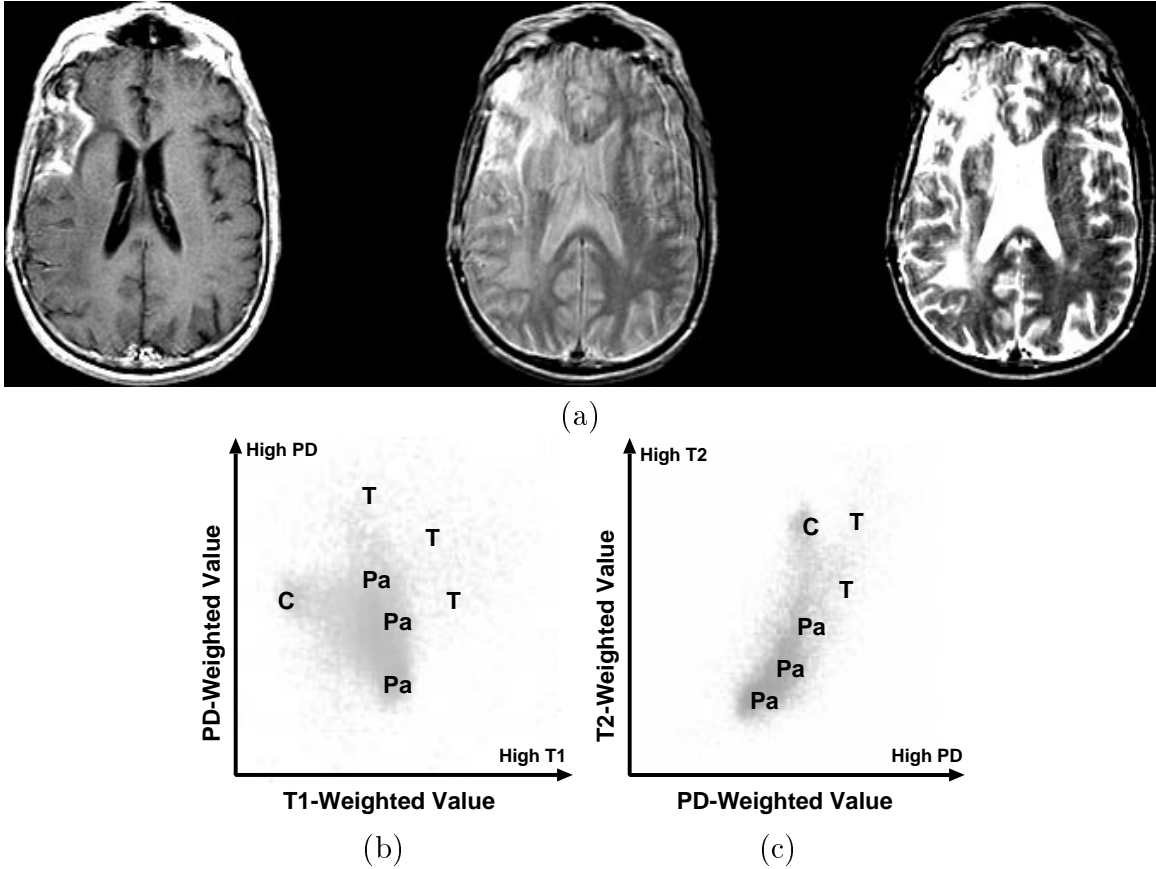 (a)
High PD
T
T
Pa
C
T
Pa
Pa
High T1
PD-Weighted Value
T1-Weighted Value
(b)
High T2
C
T
T
Pa
Pa
Pa
High PD
T2-Weighted Value
PD-Weighted Value
(c)